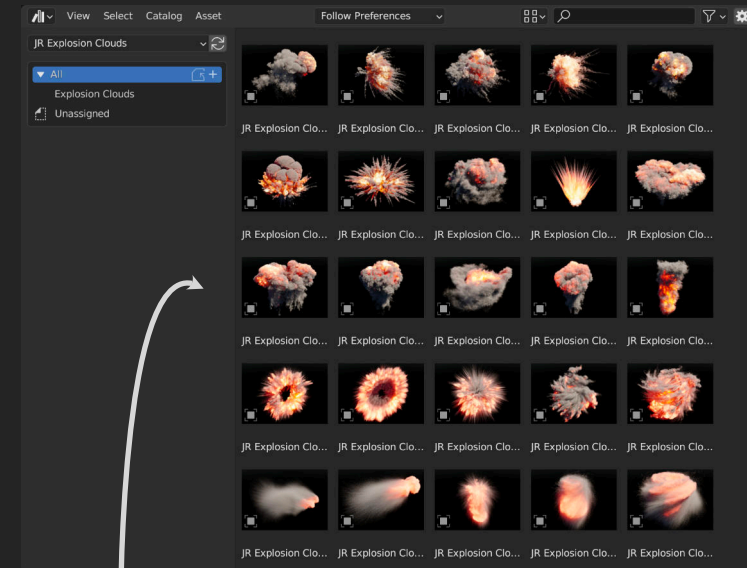 View Select Catalog Asset Follow Preferences
JR Explosion Clouds
All
Explosion Clouds
Unassigned
JR Explosion Clo... JR Explosion Clo... JR Explosion Clo... JR Explosion Clo... JR Explosion Clo...
JR Explosion Clo... JR Explosion Clo... JR Explosion Clo... JR Explosion Clo... JR Explosion Clo...
JR Explosion Clo... JR Explosion Clo... JR Explosion Clo... JR Explosion Clo... JR Explosion Clo...
JR Explosion Clo... JR Explosion Clo... JR Explosion Clo... JR Explosion Clo... JR Explosion Clo...
JR Explosion Clo... JR Explosion Clo... JR Explosion Clo... JR Explosion Clo... JR Explosion Clo...